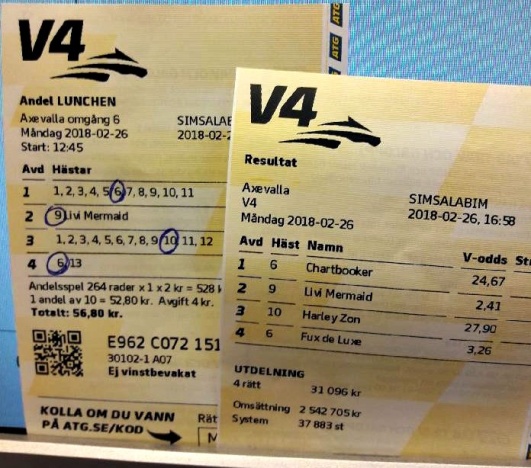 ATG
ATG
V4
Andel LUNCHEN
Axevalla omgång 6 SIMSALAB
Måndag 2018-02-26 2018-02-2
Start: 12:45
Avd Hästar
1 1, 2, 3, 4, 5, 6, 7, 8, 9, 10, 11
2 9 Livi Mermaid
3 1, 2, 3, 4, 5, 6, 7, 8, 9, 10, 11, 12
4 6, 13
Andelsspel 264 rader x 1 x 2 kr = 528 k
1 andel av 10 = 52,80 kr. Avgift 4 kr.
Totalt: 56,80 kr.
E962 C072 151
30102-1 A07
Ej vinstbevakat
KOLLA OM DU VANN
PÅ ATG.SE/KOD
Rät
V4
Resultat
Axevalla SIMSALABIM
V4 2018-02-26, 16:58
Måndag 2018-02-26
Avd Häst Namn V-odds Str
1 6 Chartbooker 24,67
2 9 Livi Mermaid 2,41
3 10 Harley Zon 27,90
4 6 Fux de Luxe 3,26
UTDELNING
4 rätt 31 096 kr
Omsättning 2 542 705 kr
System 37 883 st